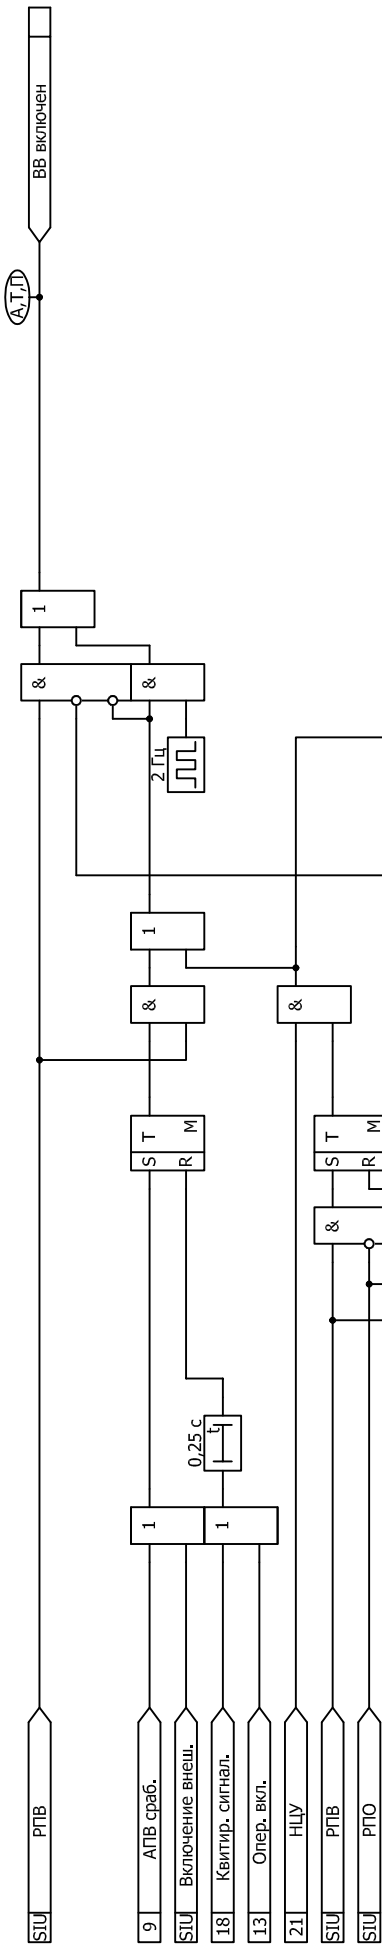 ВВ включен
А,Т,П
1
&
&
2 Гц
1
&
&
S T
R M
S T
R M
&
0,25 с
t
1
1
SIU РПВ
9 АПВ сраб.
SIU Включение внеш.
18 Квитир. сигнал.
13 Опер. вкл.
21 НЦУ
SIU РПВ
SIU РПО